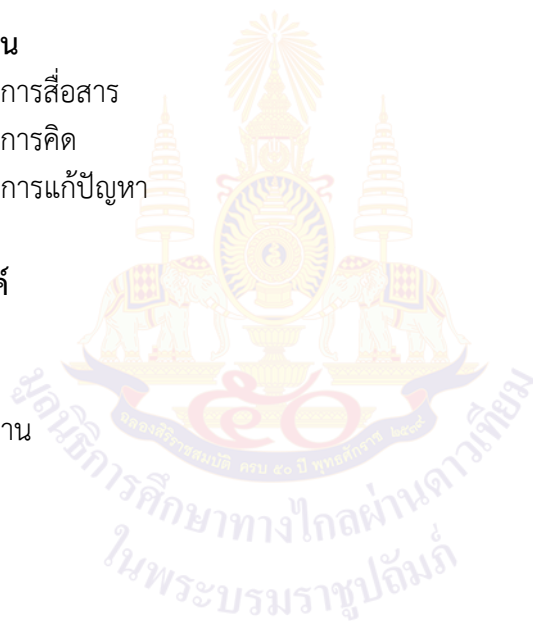 น
การสื่อสาร
การคิด
การแก้ปัญหา
ค์
าน
๕๐
ฉลองสิริราชสมบัติ ครบ ๕๐ ปี พุทธศักราช ๒๕๓๙
มูลนิธิการศึกษาทางไกลผ่านดาวเทียม
ในพระบรมราชูปถัมภ์